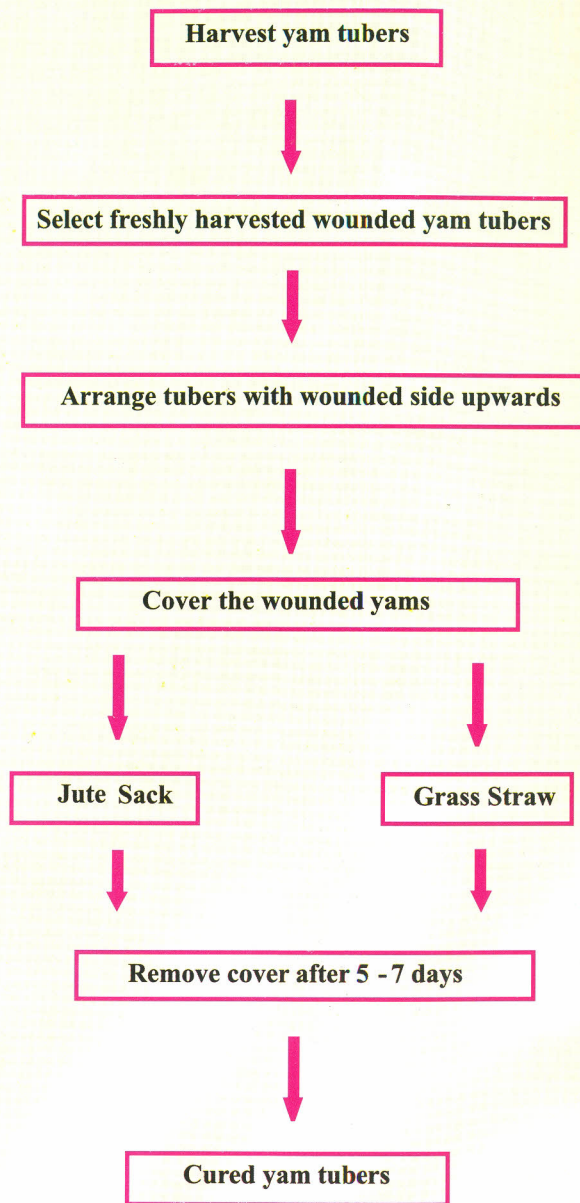 Harvest yam tubers
Select freshly harvested wounded yam tubers
Arrange tubers with wounded side upwards
Cover the wounded yams
Jute Sack
Grass Straw
Remove cover after 5 - 7 days
Cured yam tubers